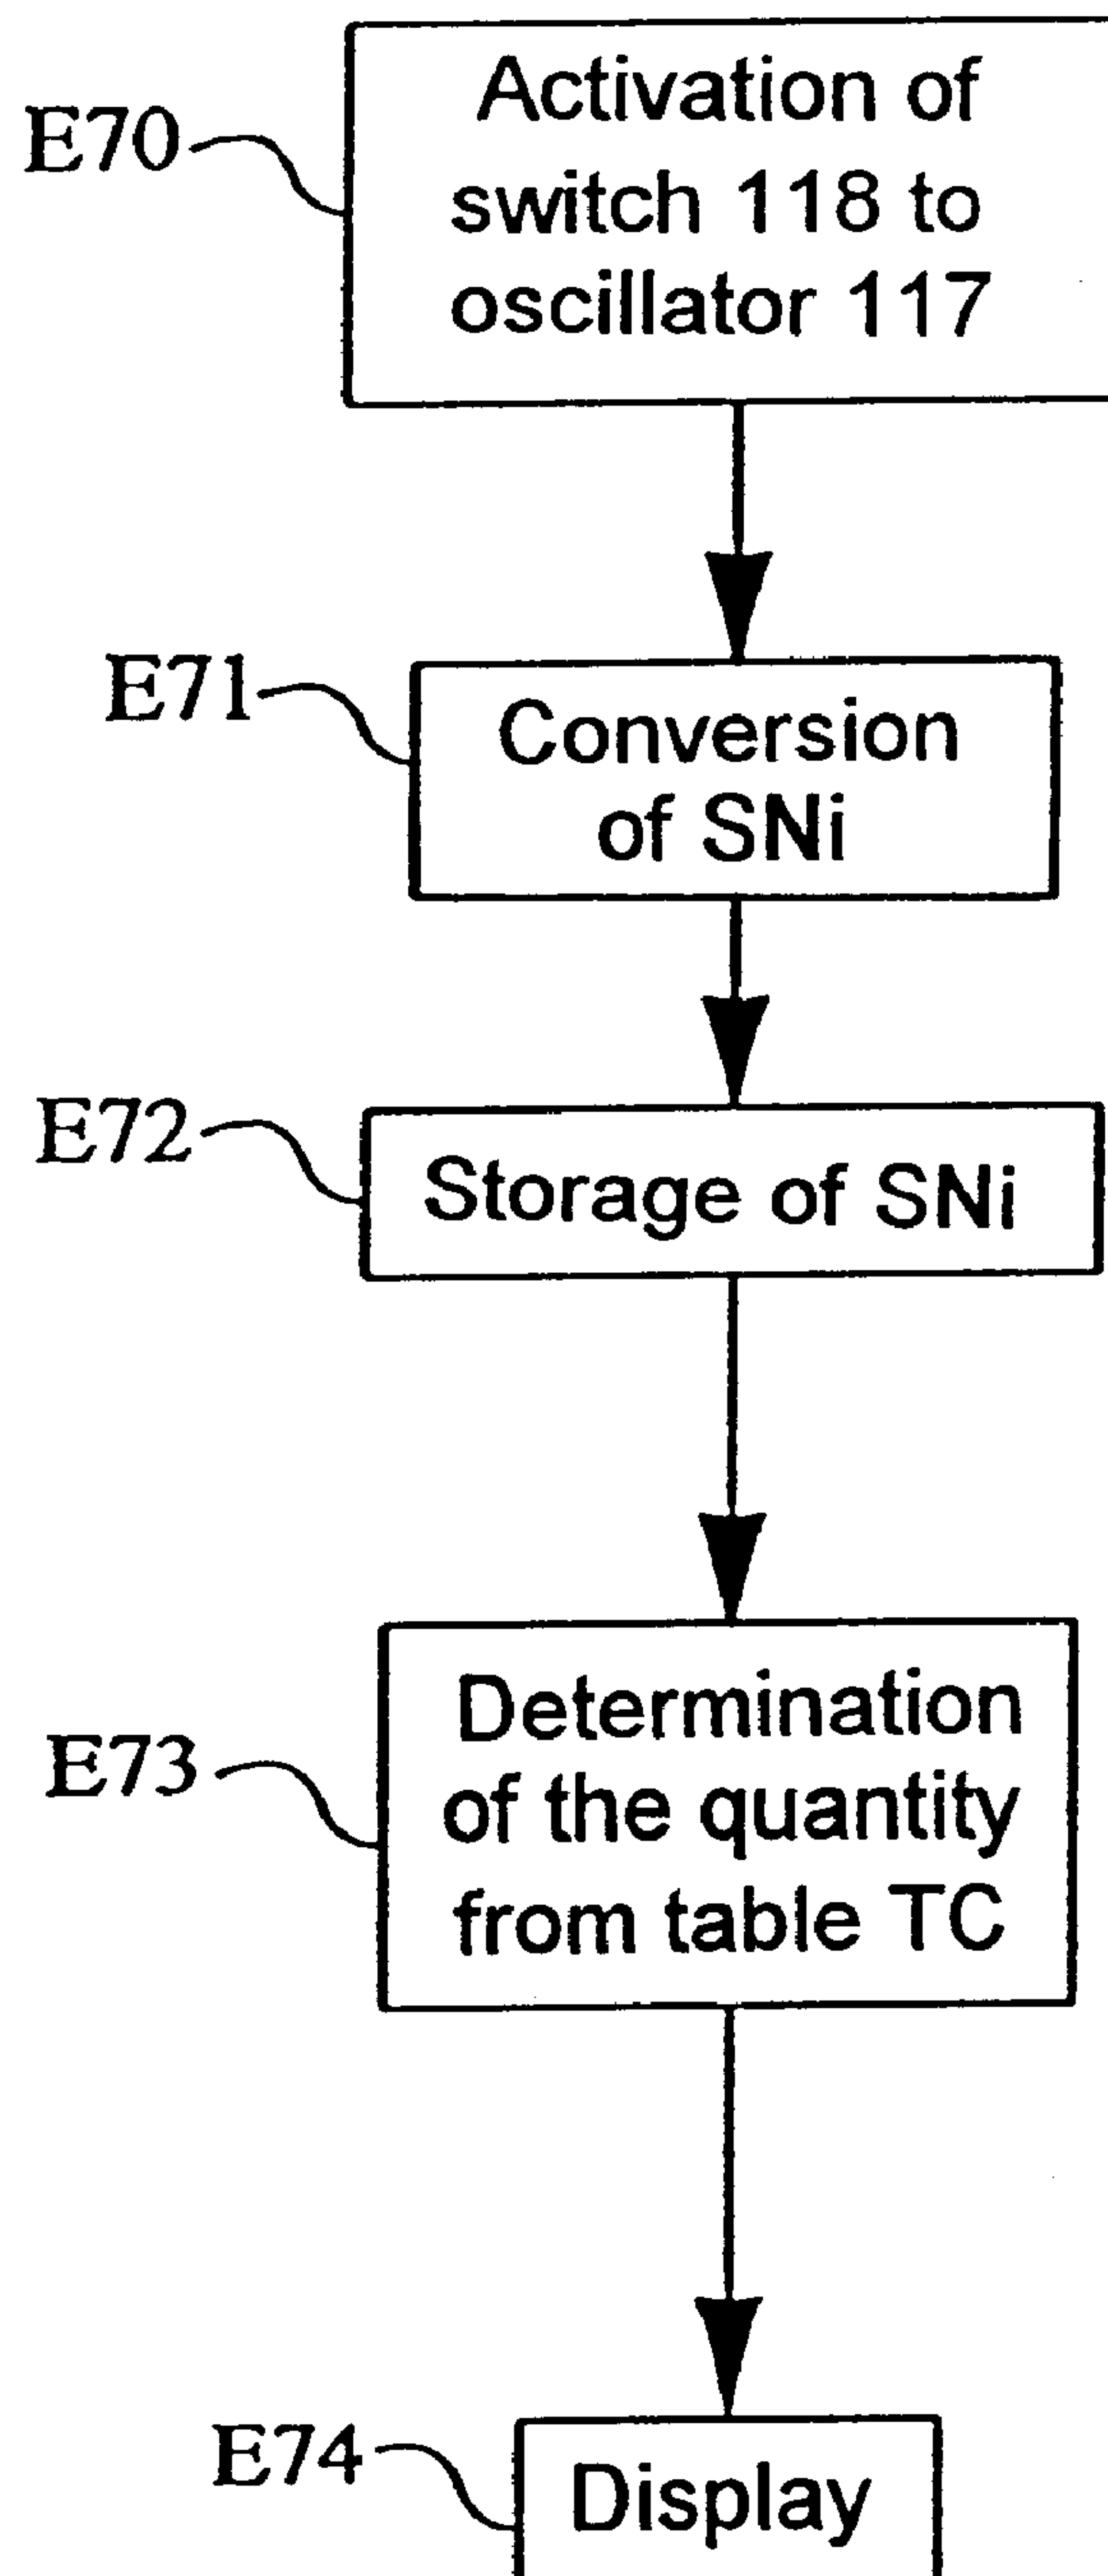 E70
Activation of
switch 118 to
oscillator 117
E71
Conversion
of SNi
E72
Storage of SNi
E73
Determination
of the quantity
from table TC
E74
Display